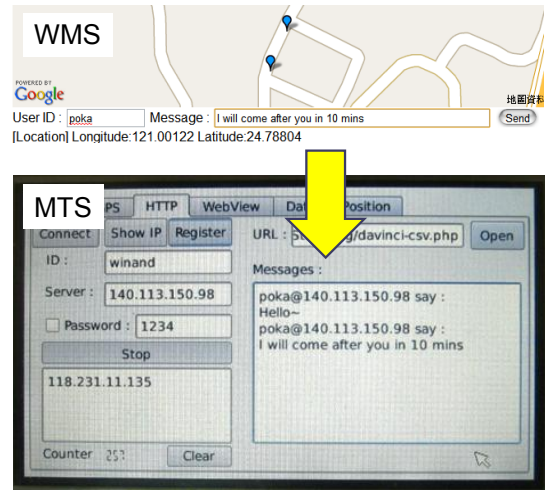 WMS
POWERED BY
Google
地圖資料
User ID : poka Message : I will come after you in 10 mins Send
[Location] Longitude:121.00122 Latitude:24.78804
MTS
PS HTTP WebView Da Position
Connect Show IP Register URL : g/davinci-csv.php Open
ID : winand Messages :
Server : 140.113.150.98
poka@140.113.150.98 say :
Hello~
Password : 1234
poka@140.113.150.98 say :
Stop
I will come after you in 10 mins
118.231.11.135
Counter Clear